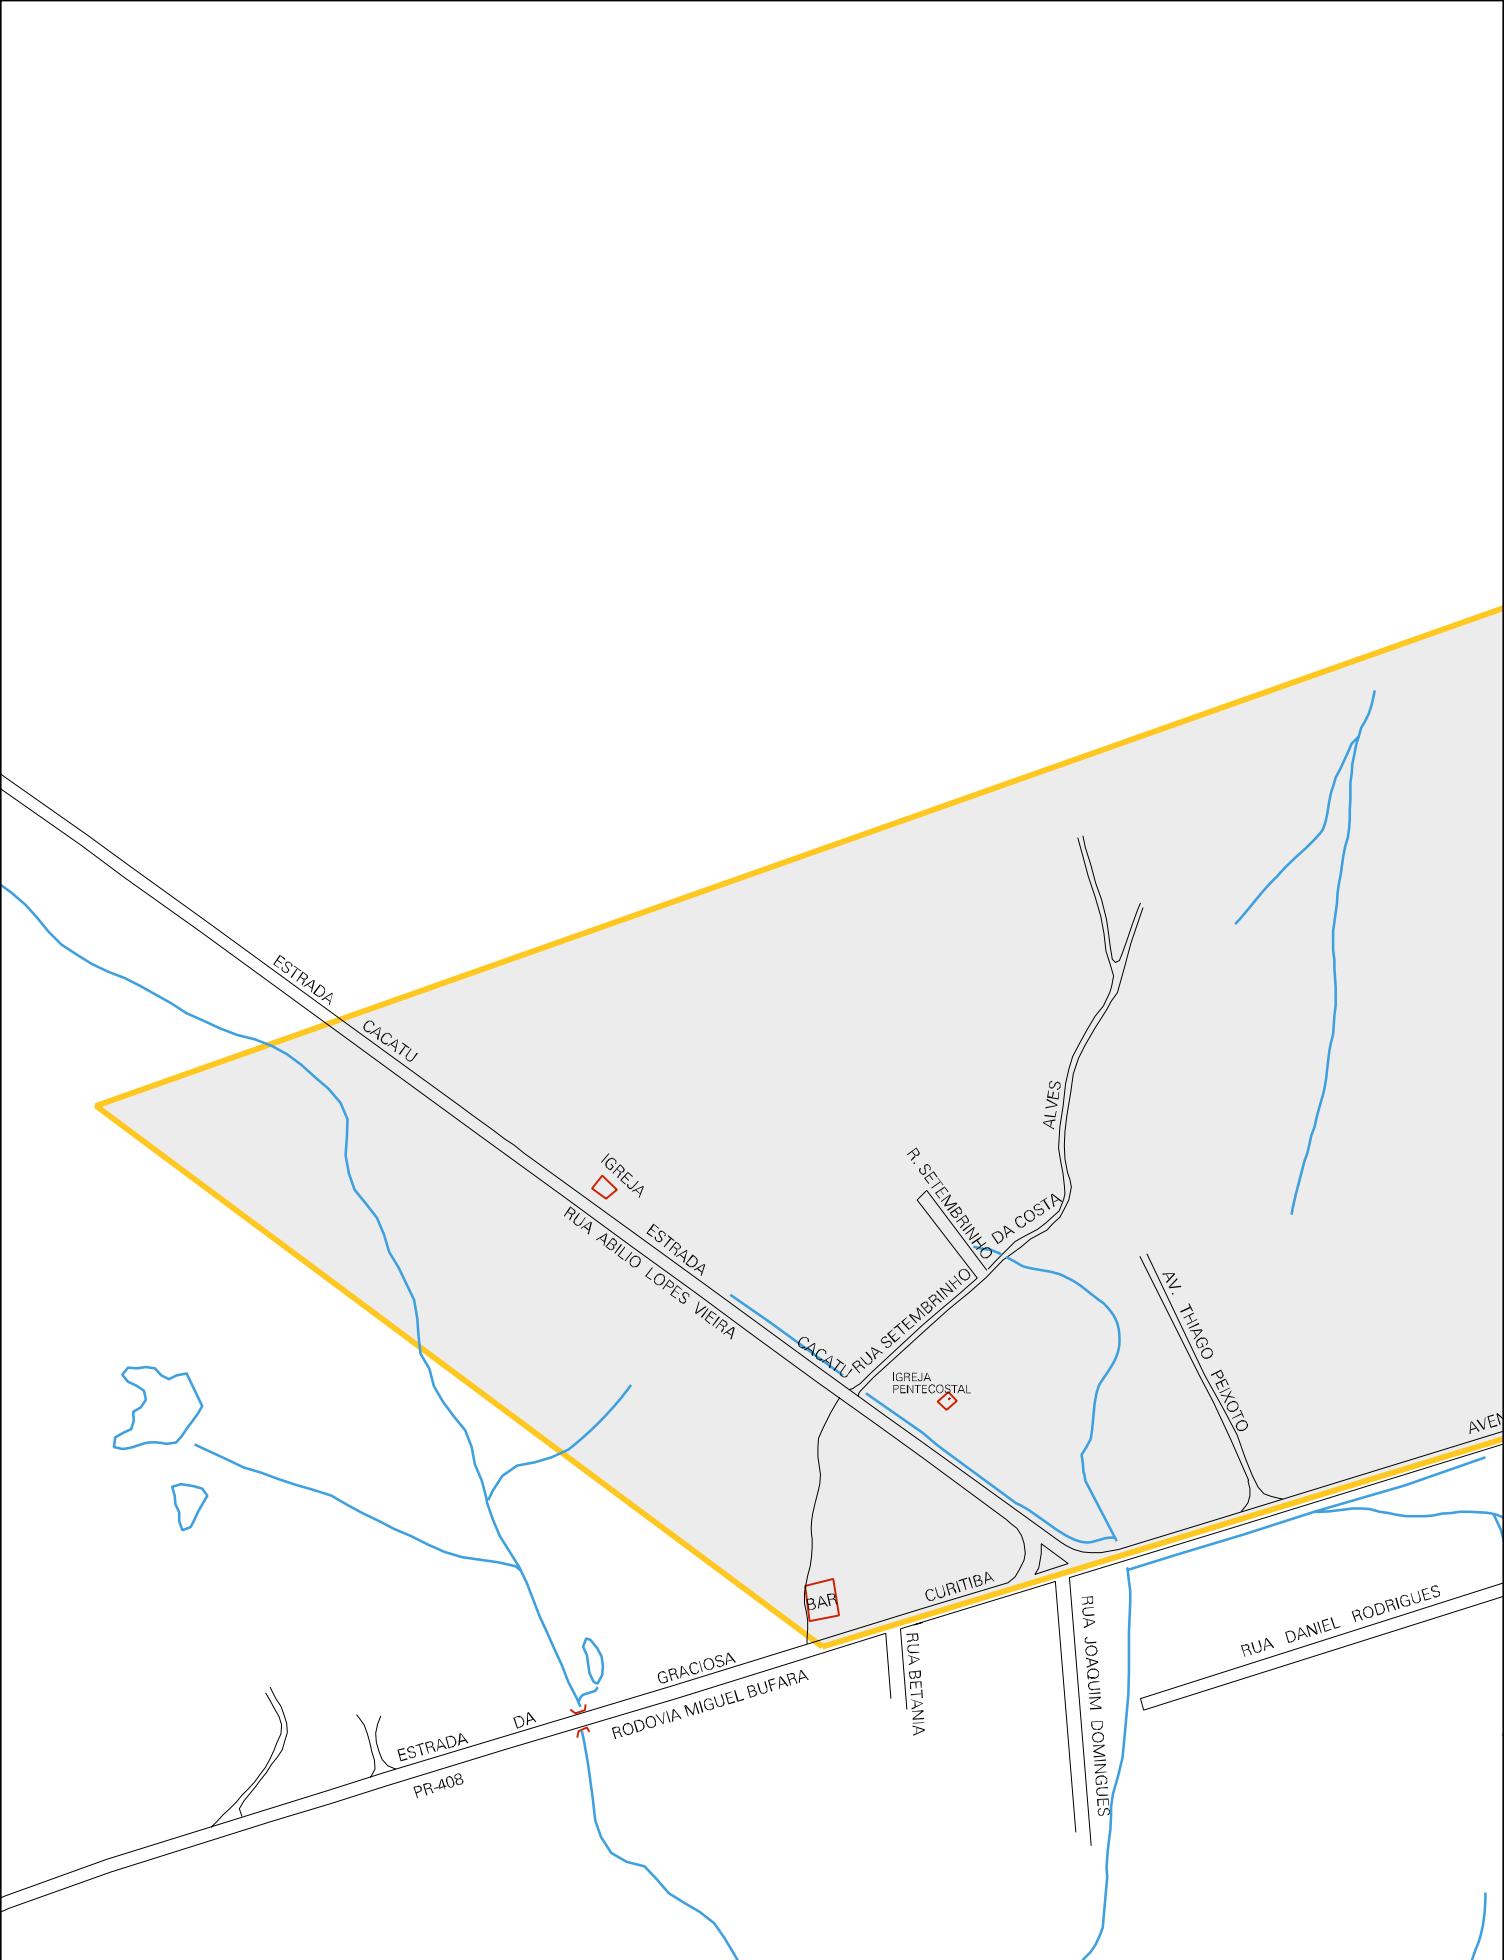 ESTRADA CACATU
ALVES
IGREJA
R. SETEMBRINHO
DA COSTA
RUA ABILIO LOPES VIEIRA
ESTRADA CACATU
RUA SETEMBRINHO
AV. THIAGO PEIXOTO
IGREJA
PENTECOSTAL
AVEN
CURITIBA
BAR
RUA DANIEL RODRIGUES
RUA JOAQUIM DOMINGUES
RUA BETANIA
ESTRADA DA GRACIOSA
RODOVIA MIGUEL BUFARA
PR-408